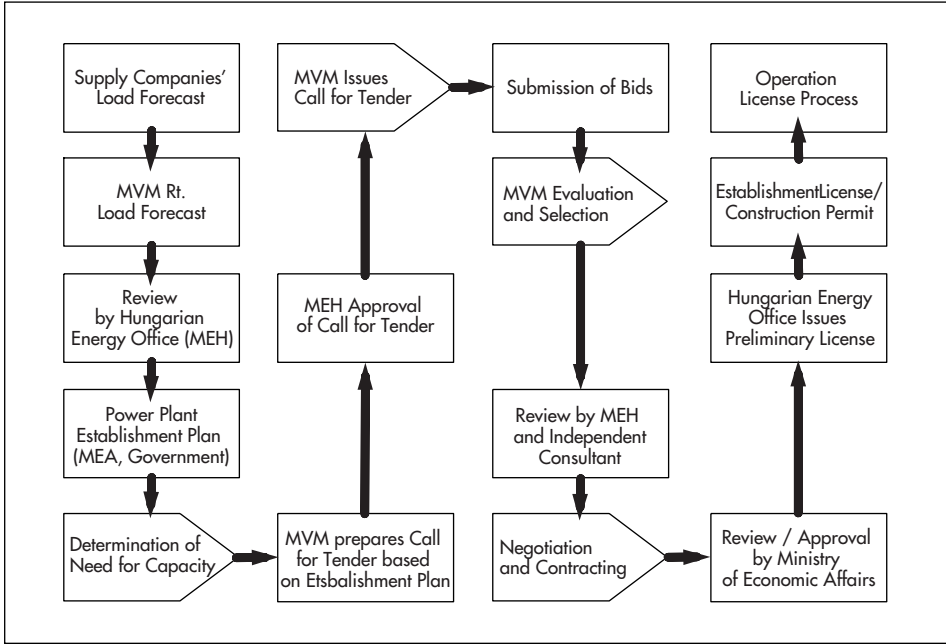 Supply Companies'
Load Forecast
MVM Rt.
Load Forecast
Review
by Hungarian
Energy Office (MEH)
Power Plant
Establishment Plan
(MEA, Government)
Determination of
Need for Capacity
MVM prepares Call
for Tender based
on Etsbalishment Plan
MEH Approval
of Call for Tender
MVM Issues
Call for Tender
Submission of Bids
MVM Evaluation
and Selection
Review by MEH
and Independent
Consultant
Negotiation
and Contracting
Review / Approval
by Ministry
of Economic Affairs
Hungarian Energy
Office Issues
Preliminary License
EstablishmentLicense/
Construction Permit
Operation
License Process